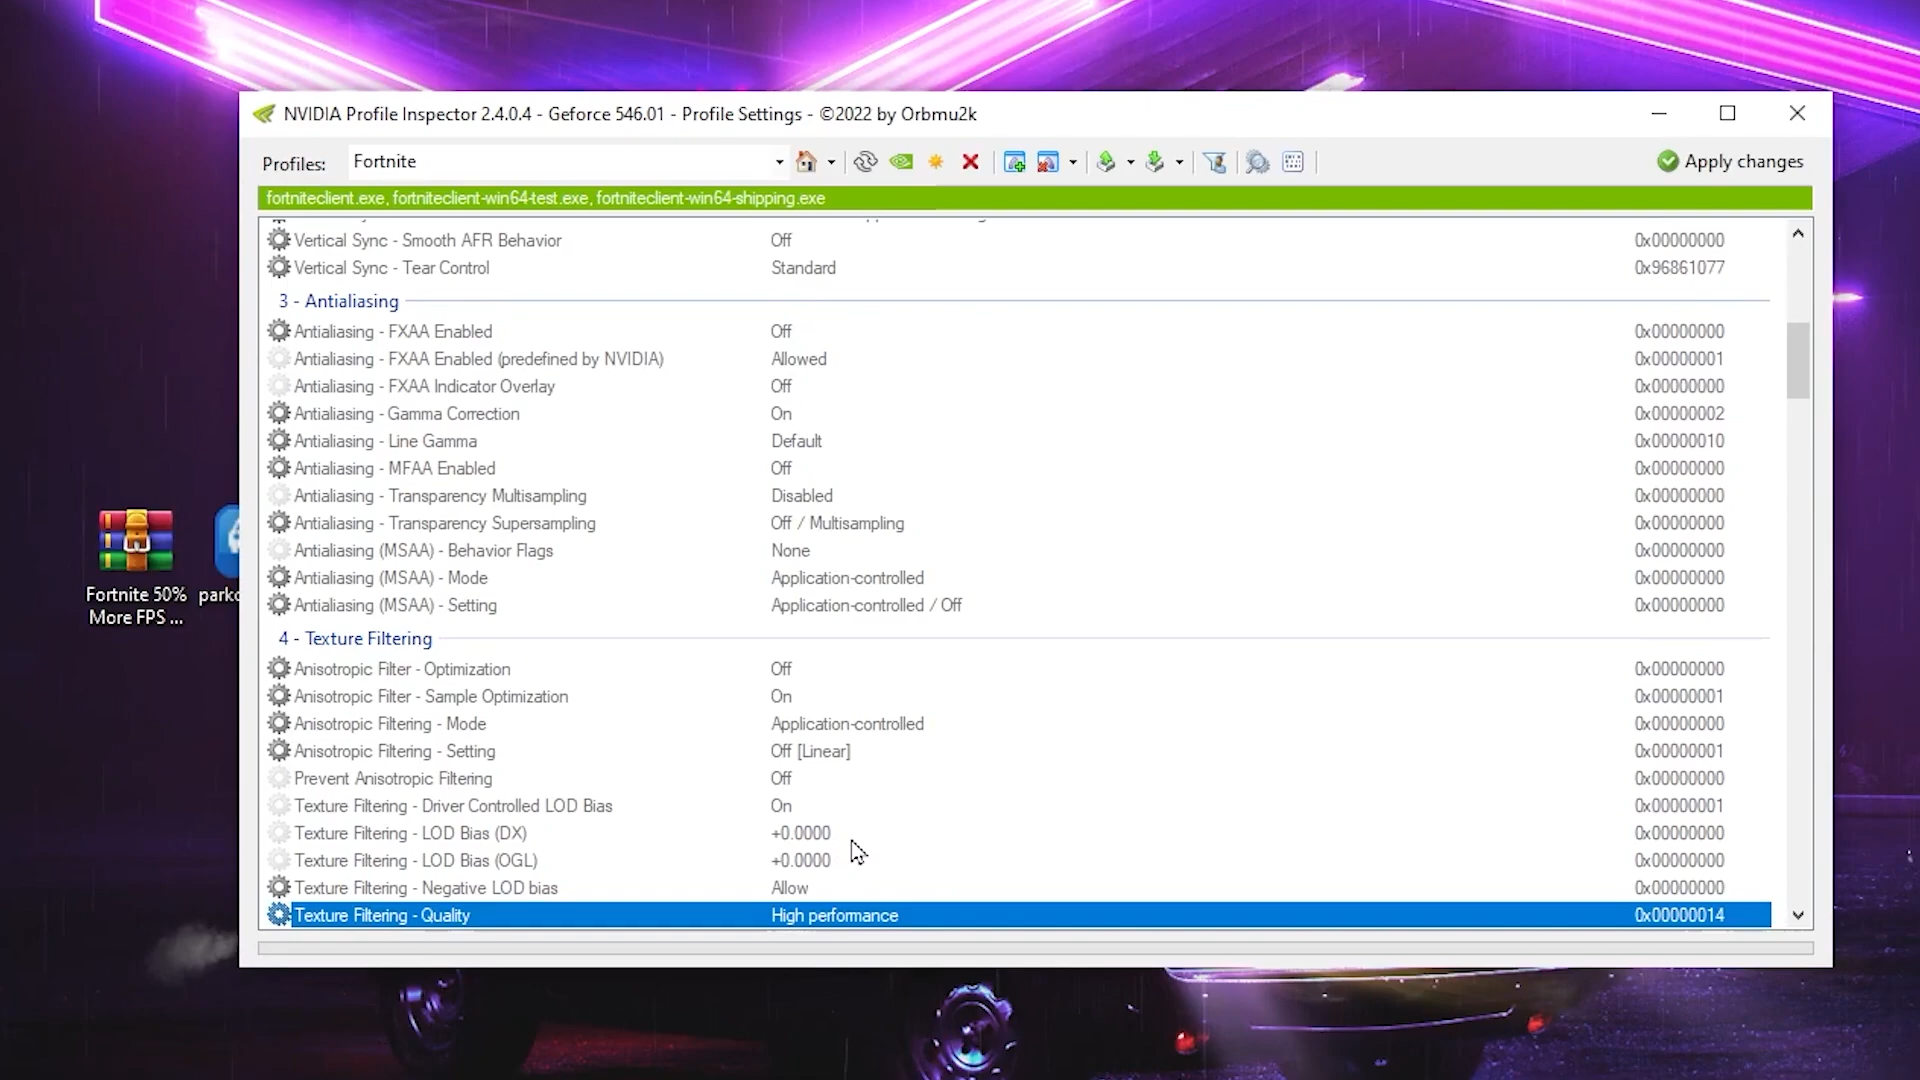 NVIDIA Profile Inspector 2.4.0.4 - Geforce 546.01 - Profile Settings - ©2022 by Orbmu2k
Profiles: Fortnite Apply changes
fortniteclient.exe, fortniteclient-win64-test.exe, fortniteclient-win64-shipping.exe
Vertical Sync - Smooth AFR Behavior Off 0x00000000
Vertical Sync - Tear Control Standard 0x96861077
3 - Antialiasing
Antialiasing - FXAA Enabled Off 0x00000000
Antialiasing - FXAA Enabled (predefined by NVIDIA) Allowed 0x00000001
Antialiasing - FXAA Indicator Overlay Off 0x00000000
Antialiasing - Gamma Correction On 0x00000002
Antialiasing - Line Gamma Default 0x00000010
Antialiasing - MFAA Enabled Off 0x00000000
Antialiasing - Transparency Multisampling Disabled 0x00000000
Antialiasing - Transparency Supersampling Off / Multisampling 0x00000000
Antialiasing (MSAA) - Behavior Flags None 0x00000000
Antialiasing (MSAA) - Mode Application-controlled 0x00000000
Antialiasing (MSAA) - Setting Application-controlled / Off 0x00000000
4 - Texture Filtering
Anisotropic Filter - Optimization Off 0x00000000
Anisotropic Filter - Sample Optimization On 0x00000001
Anisotropic Filtering - Mode Application-controlled 0x00000000
Anisotropic Filtering - Setting Off [Linear] 0x00000001
Prevent Anisotropic Filtering Off 0x00000000
Texture Filtering - Driver Controlled LOD Bias On 0x00000001
Texture Filtering - LOD Bias (DX) +0.0000 0x00000000
Texture Filtering - LOD Bias (OGL) +0.0000 0x00000000
Texture Filtering - Negative LOD bias Allow 0x00000000
Texture Filtering - Quality High performance 0x00000014
Fortnite 50%
More FPS ...
parkc